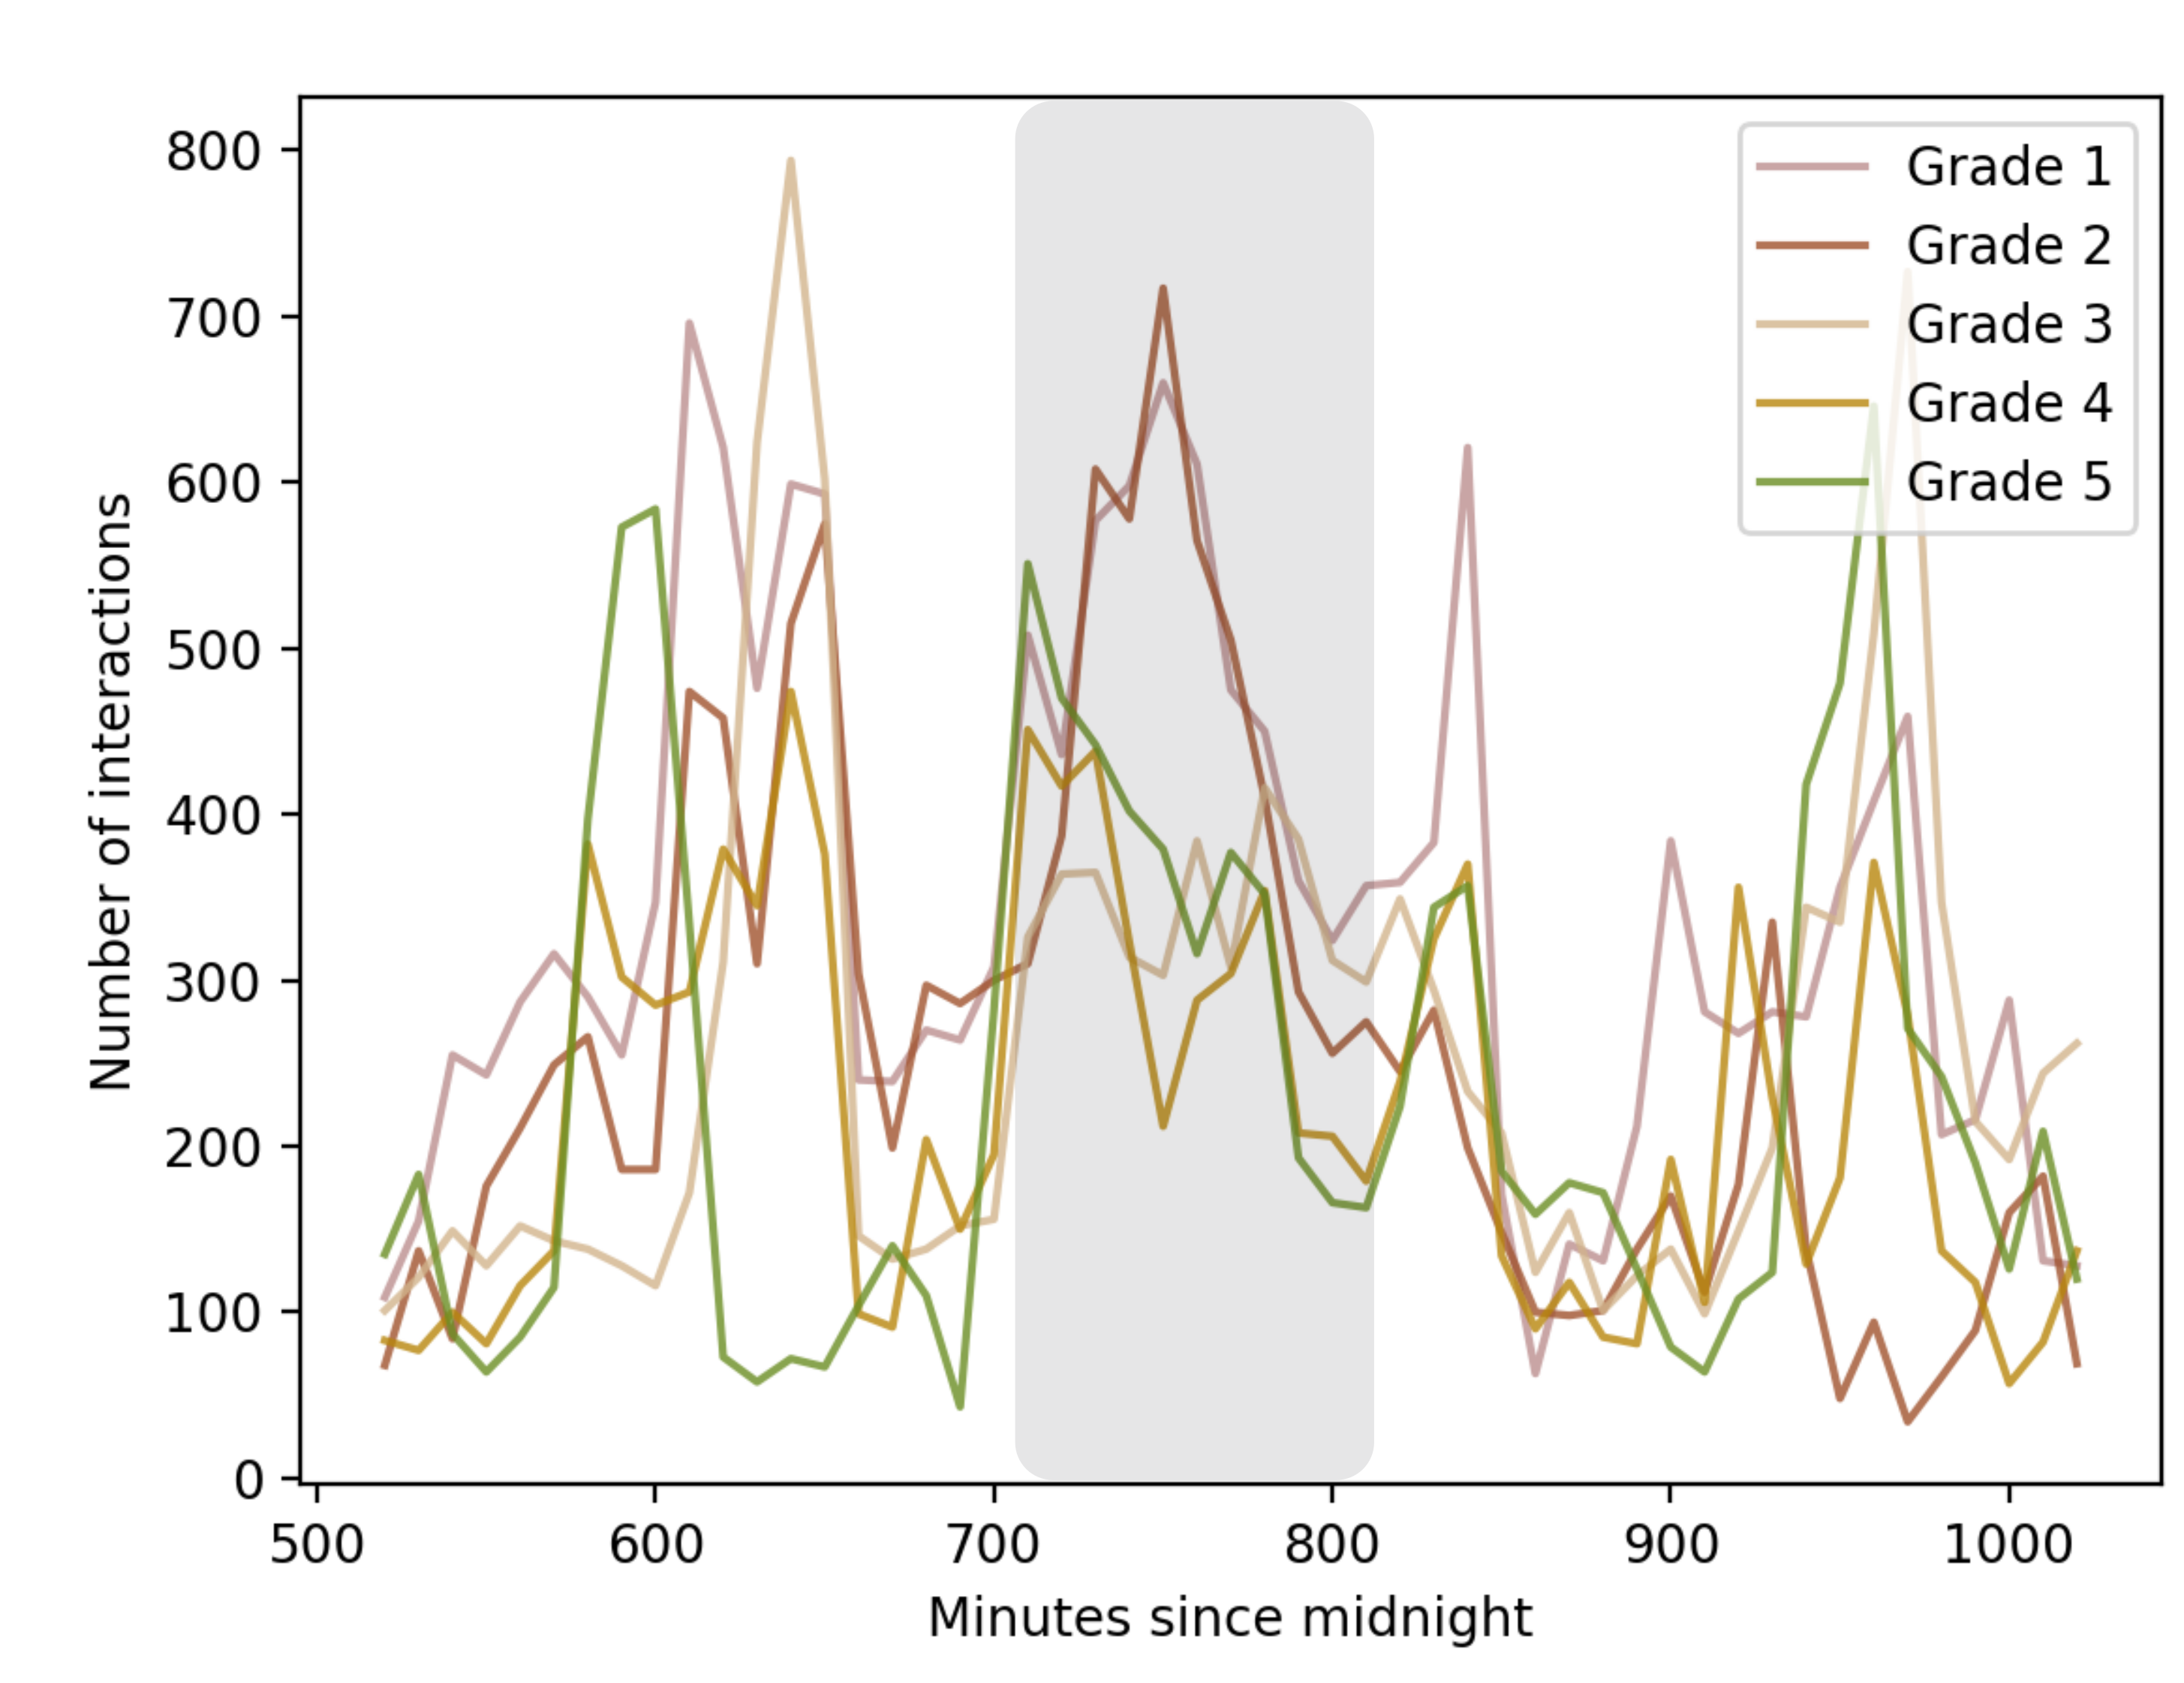 800
700
600
500
400
300
200
100
0
Number of interactions
500 600 700 800 900 1000
Minutes since midnight
Grade 1
Grade 2
Grade 3
Grade 4
Grade 5